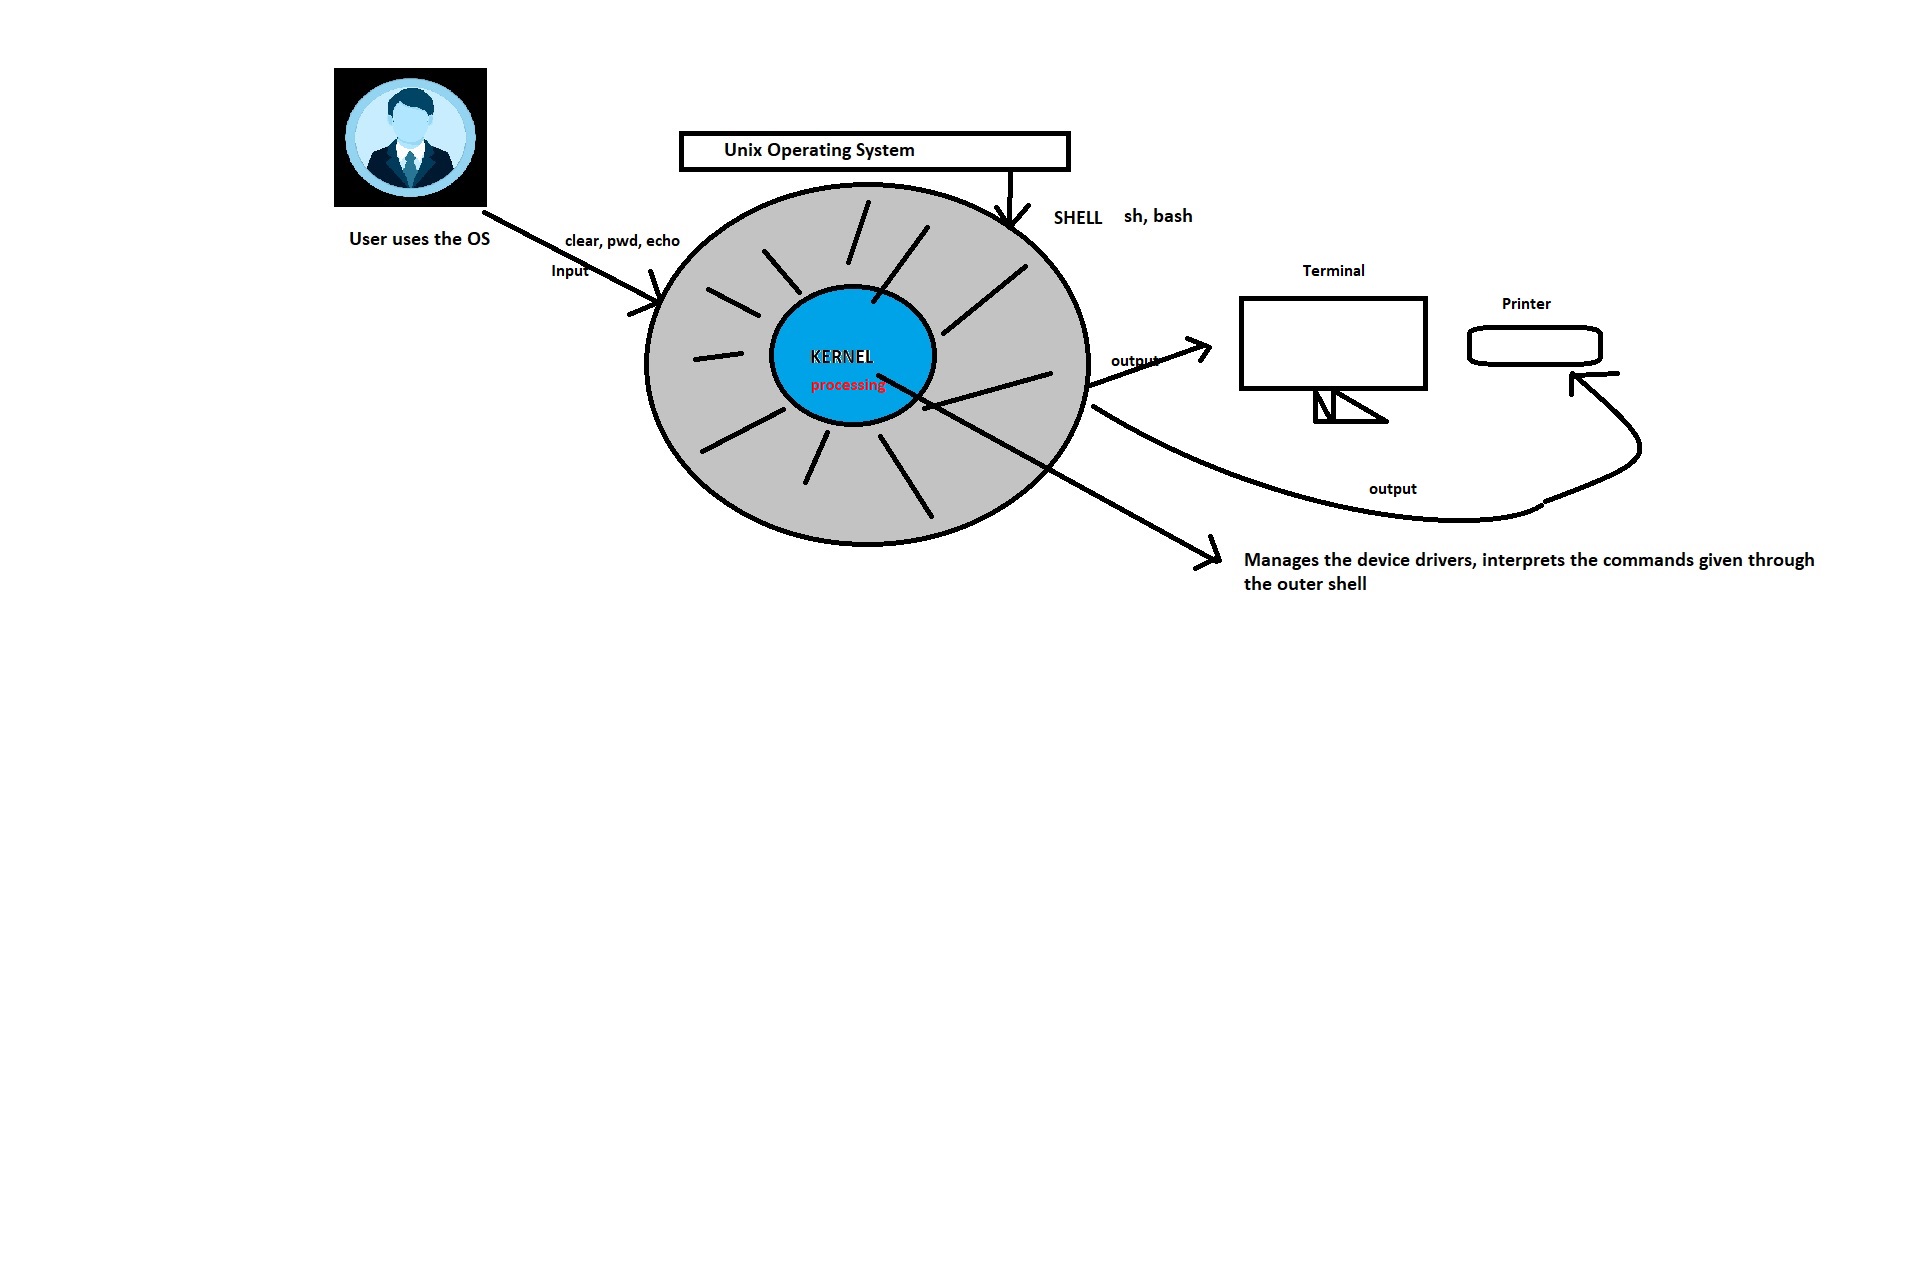 Unix Operating System
SHELL sh, bash
User uses the OS
clear, pwd, echo
Input
Terminal
Printer
KERNEL
processing
output
output
Manages the device drivers, interprets the commands given through
the outer shell